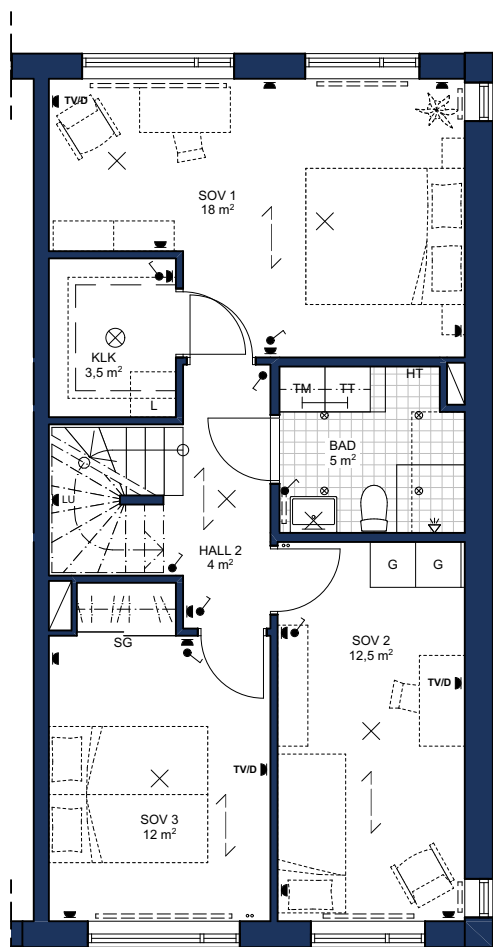 TV/D
SOV 1
18 m²
KLK
3,5 m²
L
HT
TM TT
BAD
5 m²
LU
HALL 2
4 m²
G G
SG
SOV 2
12,5 m²
TV/D
TV/D
SOV 3
12 m²